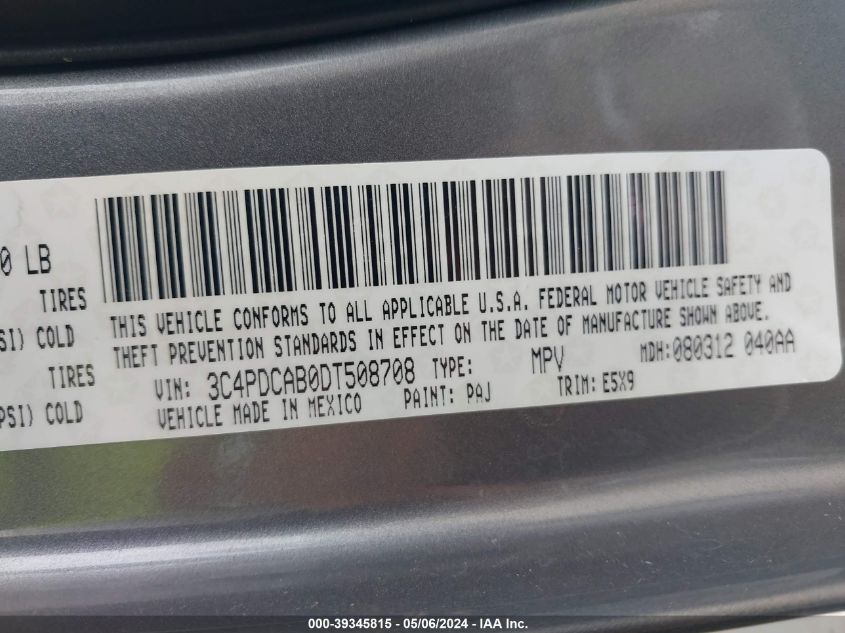 0 LB
TIRES
SI) COLD
TIRES
PSI) COLD
THIS VEHICLE CONFORMS TO ALL APPLICABLE U.S.A. FEDERAL MOTOR VEHICLE SAFETY AND
THEFT PREVENTION STANDARDS IN EFFECT ON THE DATE OF MANUFACTURE SHOWN ABOVE.
VIN: 3C4PDCAB0DT508708 TYPE: MPV MDH:080312 040AA
VEHICLE MADE IN MEXICO PAINT: PAJ TRIM: E5X9
000-39345815 - 05/06/2024 - IAA Inc.